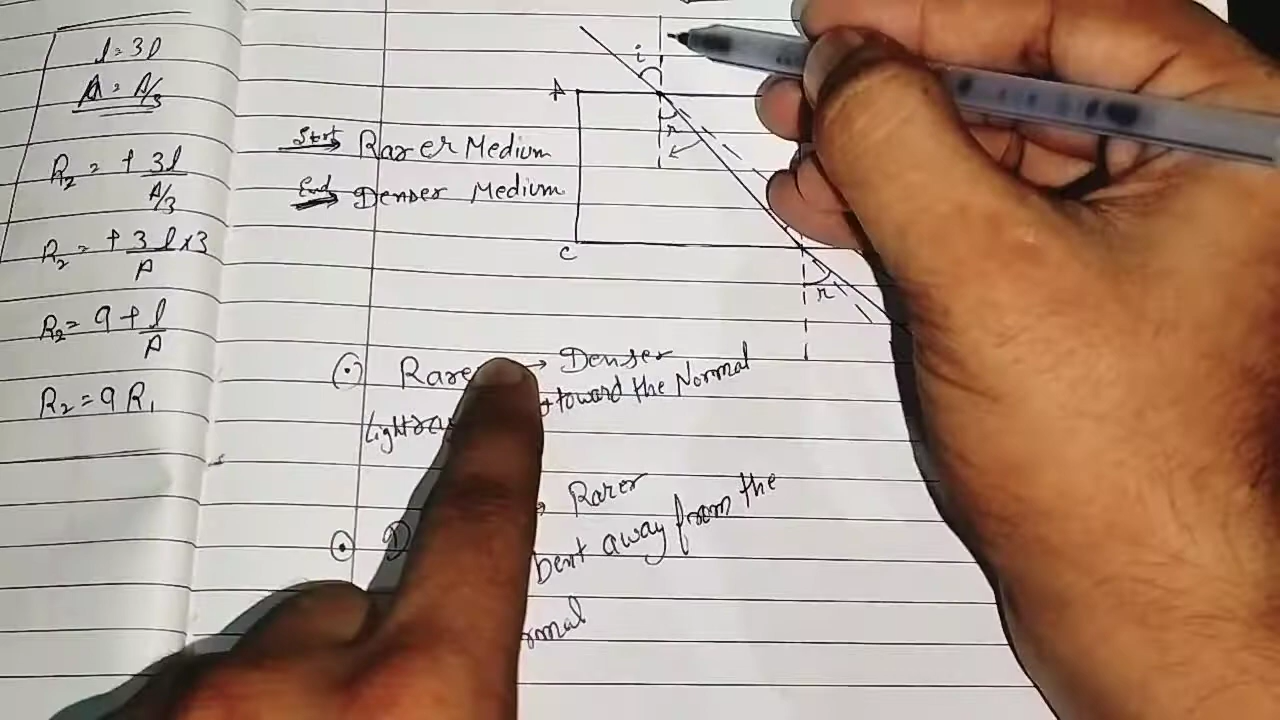 l = 3l
A = A/3
R₂ = ρ 3l
A/3
R₂ = ρ 3l × 3
A
R₂ = 9 ρ l
A
R₂ = 9 R₁
i
A
r
Start → Rarer Medium
End → Denser Medium
C
r
Rare → Denser
toward the Normal
Rarer
bent away from the